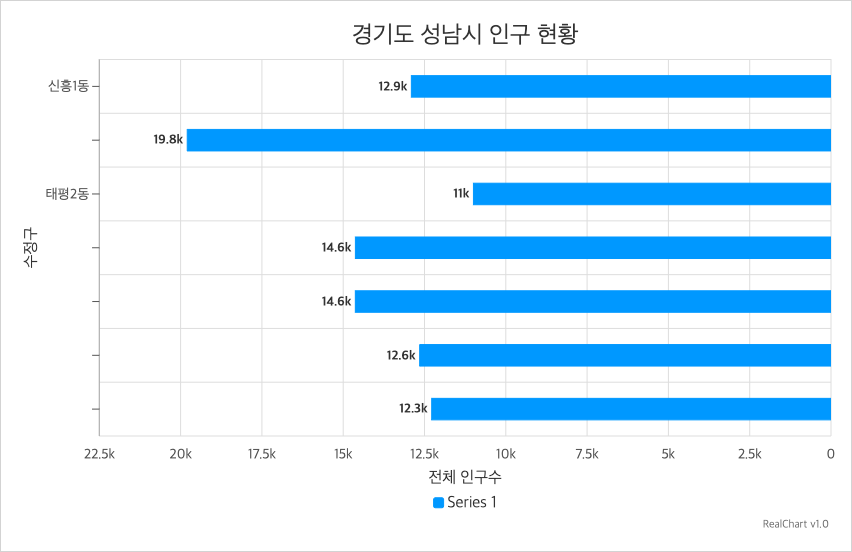 경기도 성남시 인구 현황
신흥1동
12.9k
19.8k
태평2동
11k
수정구
14.6k
14.6k
12.6k
12.3k
22.5k 20k 17.5k 15k 12.5k 10k 7.5k 5k 2.5k 0
전체 인구수
Series 1
RealChart v1.0